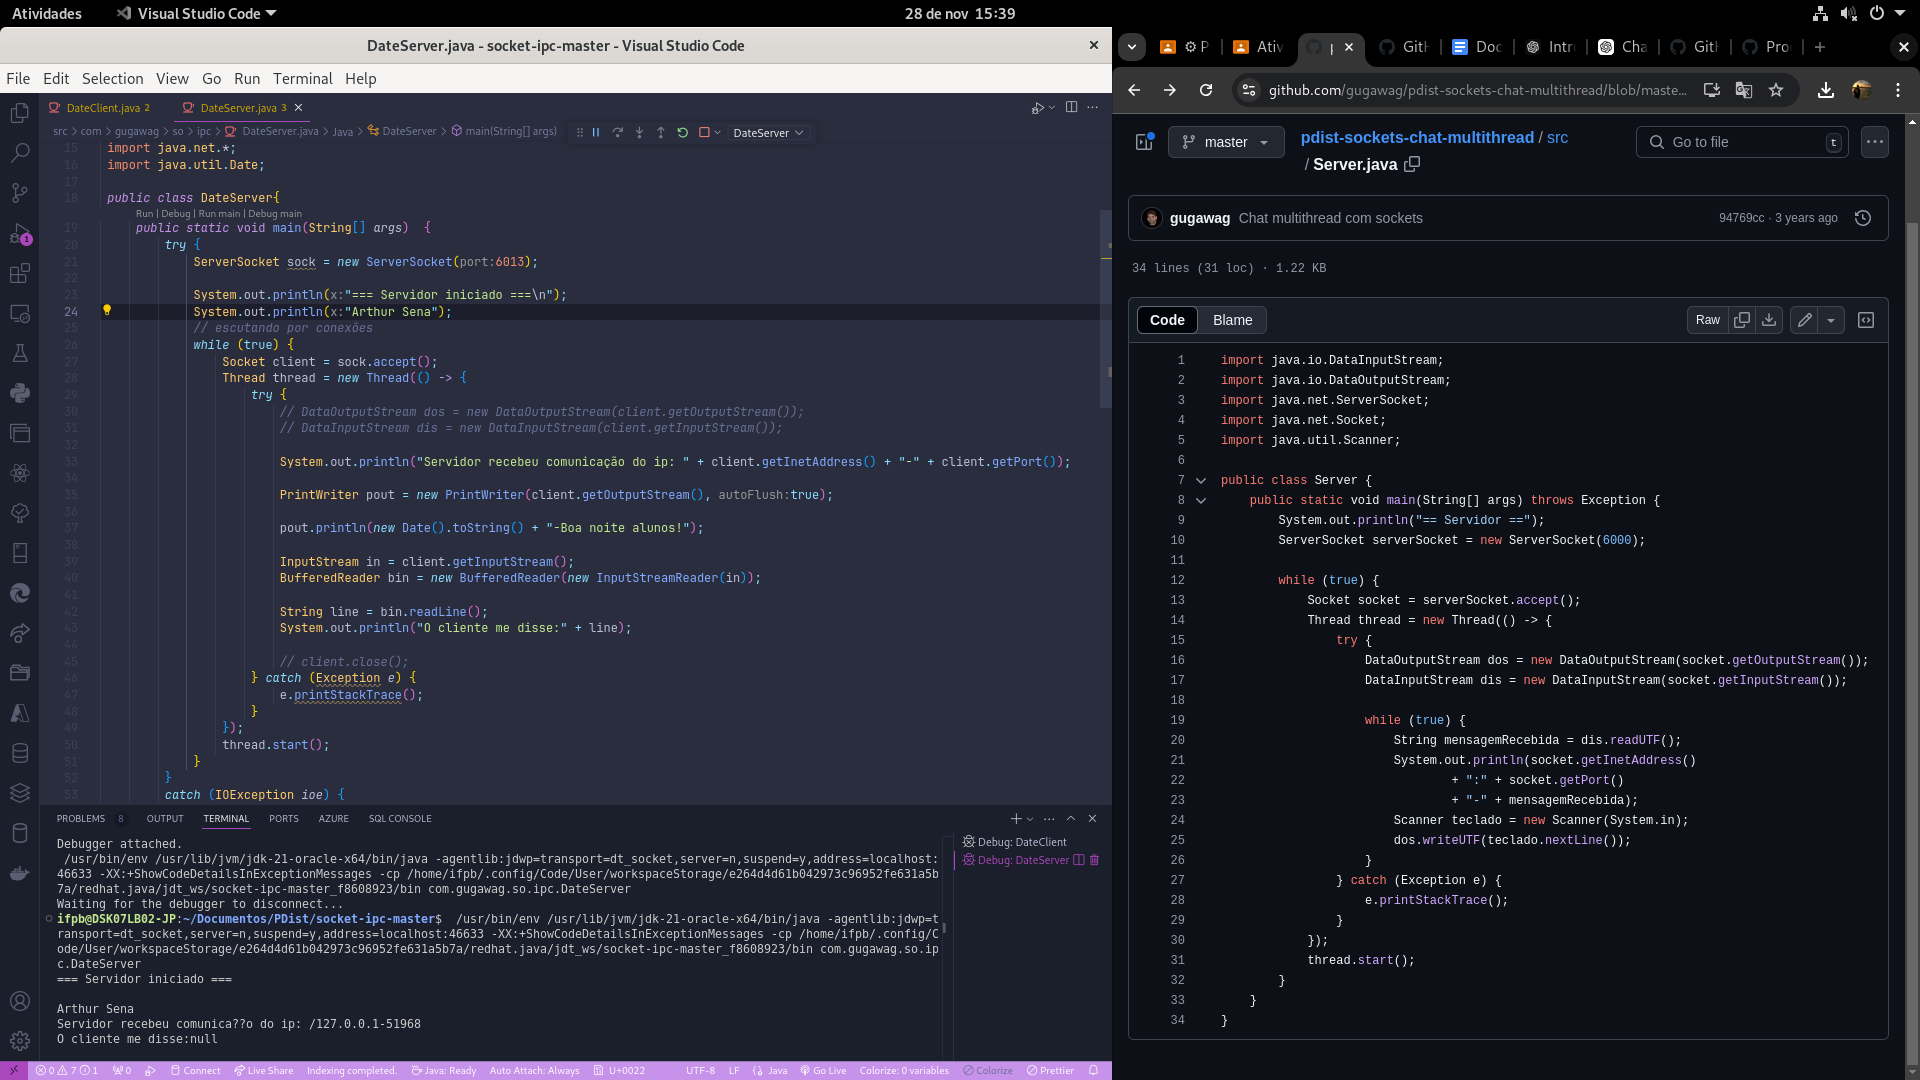 Atividades
Visual Studio Code
28 de nov 15:39
DateServer.java - socket-ipc-master - Visual Studio Code
File Edit Selection View Go Run Terminal Help
DateClient.java 2
DateServer.java 3
src > com > gugawag > so > ipc > DateServer.java > Java > DateServer > main(String[] args)
DateServer
15 import java.net.*;
16 import java.util.Date;
17
18 public class DateServer{
Run | Debug | Run main | Debug main
19 public static void main(String[] args)  {
20 try {
21 ServerSocket sock = new ServerSocket(port:6013);
22
23 System.out.println(x:"=== Servidor iniciado ===\n");
24 System.out.println(x:"Arthur Sena");
25 // escutando por conexões
26 while (true) {
27 Socket client = sock.accept();
28 Thread thread = new Thread(() -> {
29 try {
30 // DataOutputStream dos = new DataOutputStream(client.getOutputStream());
31 // DataInputStream dis = new DataInputStream(client.getInputStream());
32
33 System.out.println("Servidor recebeu comunicação do ip: " + client.getInetAddress() + "-" + client.getPort());
34
35 PrintWriter pout = new PrintWriter(client.getOutputStream(), autoFlush:true);
36
37 pout.println(new Date().toString() + "-Boa noite alunos!");
38
39 InputStream in = client.getInputStream();
40 BufferedReader bin = new BufferedReader(new InputStreamReader(in));
41
42 String line = bin.readLine();
43 System.out.println("O cliente me disse:" + line);
44
45 // client.close();
46 } catch (Exception e) {
47 e.printStackTrace();
48 }
49 });
50 thread.start();
51 }
52 }
53 catch (IOException ioe) {
PROBLEMS 8 OUTPUT TERMINAL PORTS AZURE SQL CONSOLE
Debugger attached.
/usr/bin/env /usr/lib/jvm/jdk-21-oracle-x64/bin/java -agentlib:jdwp=transport=dt_socket,server=n,suspend=y,address=localhost:
46633 -XX:+ShowCodeDetailsInExceptionMessages -cp /home/ifpb/.config/Code/User/workspaceStorage/e264d4d61b042973c96952fe631a5b
7a/redhat.java/jdt_ws/socket-ipc-master_f8608923/bin com.gugawag.so.ipc.DateServer
Waiting for the debugger to disconnect...
ifpb@DSK07LB02-JP:~/Documentos/PDist/socket-ipc-master$  /usr/bin/env /usr/lib/jvm/jdk-21-oracle-x64/bin/java -agentlib:jdwp=t
ransport=dt_socket,server=n,suspend=y,address=localhost:46633 -XX:+ShowCodeDetailsInExceptionMessages -cp /home/ifpb/.config/C
ode/User/workspaceStorage/e264d4d61b042973c96952fe631a5b7a/redhat.java/jdt_ws/socket-ipc-master_f8608923/bin com.gugawag.so.ip
c.DateServer
=== Servidor iniciado ===
Arthur Sena
Servidor recebeu comunica??o do ip: /127.0.0.1-51968
O cliente me disse:null
Debug: DateClient
Debug: DateServer
1
0 7 1 0 Connect Live Share Indexing completed. Java: Ready Auto Attach: Always U+0022 UTF-8 LF Java Go Live Colorize: 0 variables Colorize Prettier
P Ativ p GitH Doc Intr Cha GitH Pro
github.com/gugawag/pdist-sockets-chat-multithread/blob/maste...
master
pdist-sockets-chat-multithread / src
/ Server.java
Go to file t
gugawag Chat multithread com sockets
94769cc · 3 years ago
34 lines (31 loc) · 1.22 KB
Code Blame
Raw
1 import java.io.DataInputStream;
2 import java.io.DataOutputStream;
3 import java.net.ServerSocket;
4 import java.net.Socket;
5 import java.util.Scanner;
6
7 public class Server {
8 public static void main(String[] args) throws Exception {
9 System.out.println("== Servidor ==");
10 ServerSocket serverSocket = new ServerSocket(6000);
11
12 while (true) {
13 Socket socket = serverSocket.accept();
14 Thread thread = new Thread(() -> {
15 try {
16 DataOutputStream dos = new DataOutputStream(socket.getOutputStream());
17 DataInputStream dis = new DataInputStream(socket.getInputStream());
18
19 while (true) {
20 String mensagemRecebida = dis.readUTF();
21 System.out.println(socket.getInetAddress()
22 + ":" + socket.getPort()
23 + "-" + mensagemRecebida);
24 Scanner teclado = new Scanner(System.in);
25 dos.writeUTF(teclado.nextLine());
26 }
27 } catch (Exception e) {
28 e.printStackTrace();
29 }
30 });
31 thread.start();
32 }
33 }
34 }